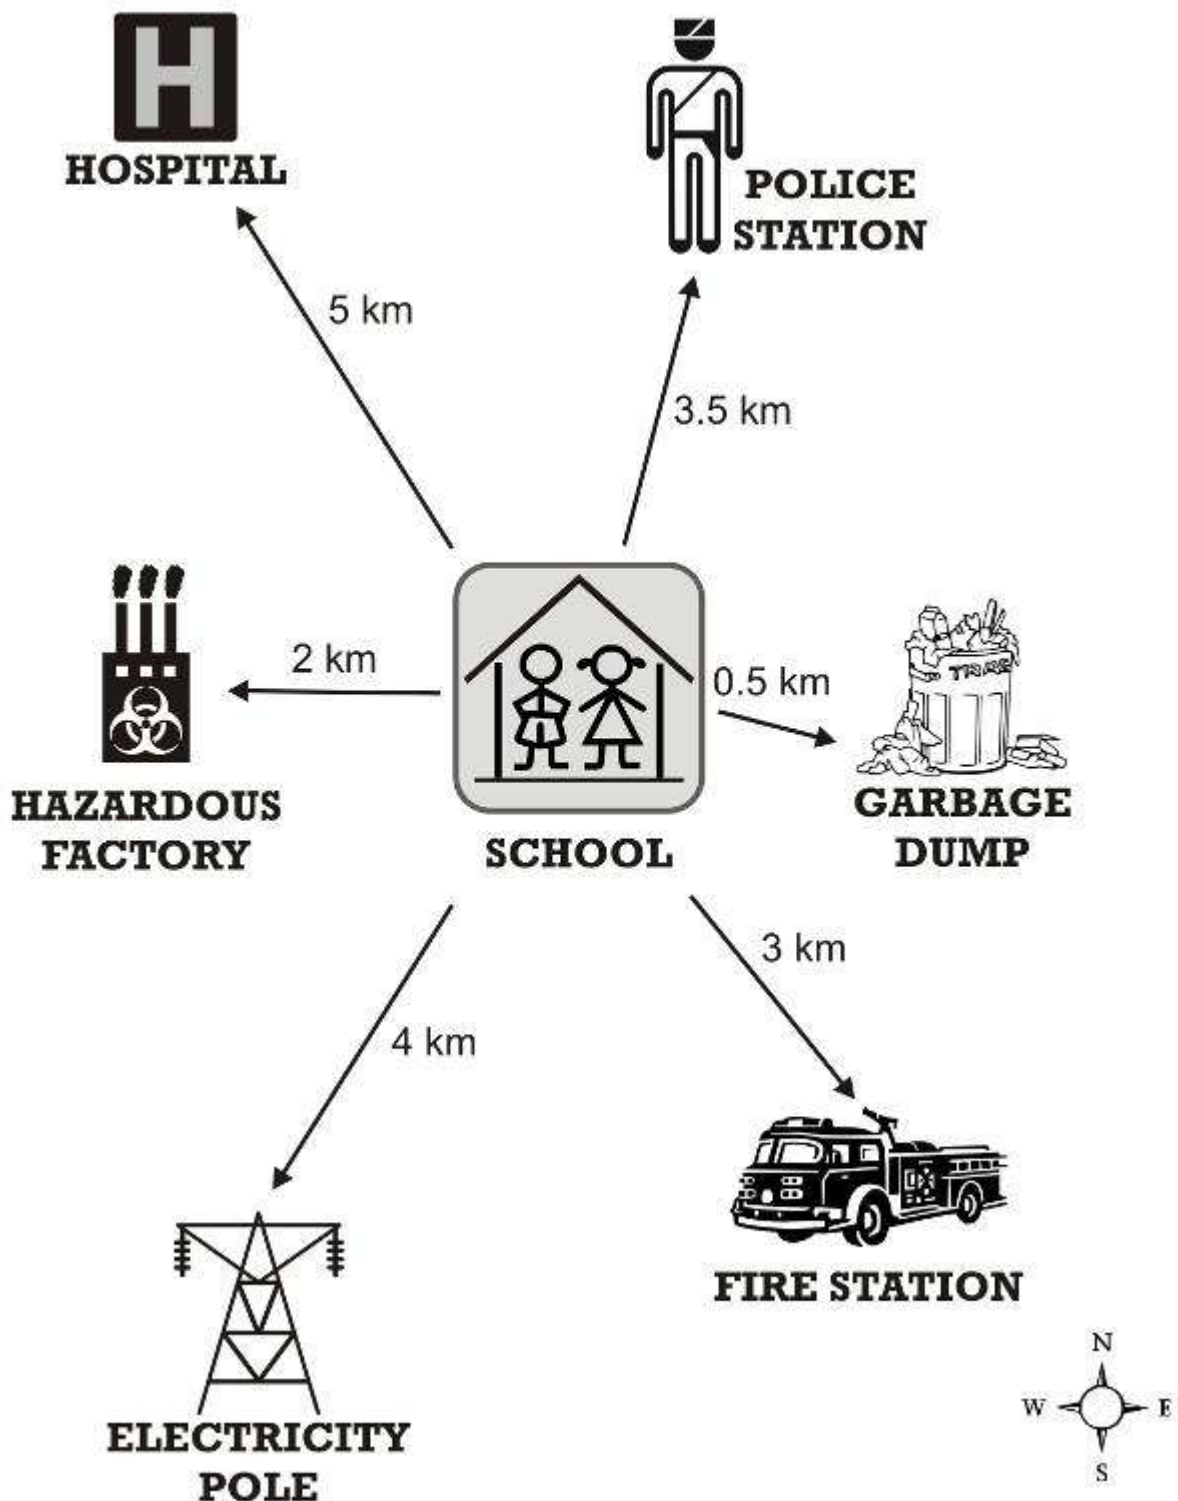 H
HOSPITAL
POLICE
STATION
5 km
3.5 km
2 km
0.5 km
TRAS
HAZARDOUS
FACTORY
SCHOOL
GARBAGE
DUMP
3 km
4 km
FIRE STATION
N
W E
S
ELECTRICITY
POLE